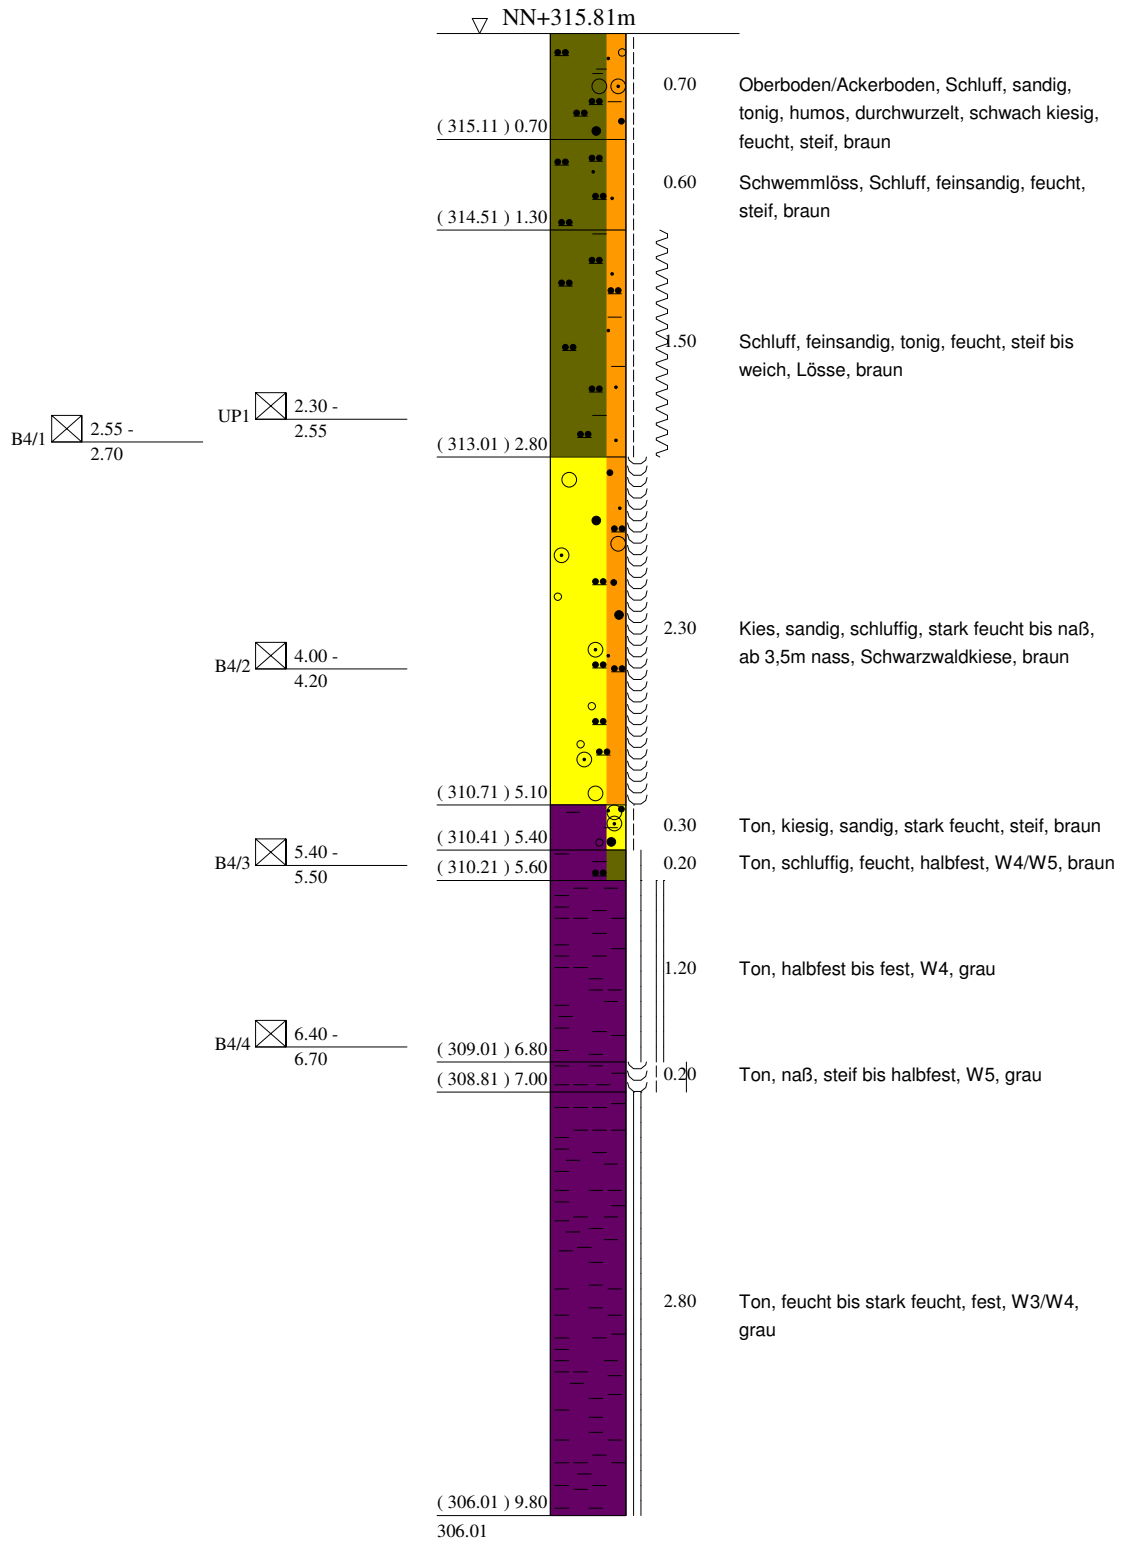 NN+315.81m
0.70 Oberboden/Ackerboden, Schluff, sandig,
tonig, humos, durchwurzelt, schwach kiesig,
( 315.11 ) 0.70
feucht, steif, braun
0.60 Schwemmlöss, Schluff, feinsandig, feucht,
steif, braun
( 314.51 ) 1.30
1.50 Schluff, feinsandig, tonig, feucht, steif bis
weich, Lösse, braun
UP1 2.30 -
2.55
B4/1 2.55 -
2.70
( 313.01 ) 2.80
2.30 Kies, sandig, schluffig, stark feucht bis naß,
ab 3,5m nass, Schwarzwaldkiese, braun
B4/2 4.00 -
4.20
( 310.71 ) 5.10
0.30 Ton, kiesig, sandig, stark feucht, steif, braun
( 310.41 ) 5.40
B4/3 5.40 -
5.50
0.20 Ton, schluffig, feucht, halbfest, W4/W5, braun
( 310.21 ) 5.60
1.20 Ton, halbfest bis fest, W4, grau
B4/4 6.40 -
6.70
( 309.01 ) 6.80
0.20 Ton, naß, steif bis halbfest, W5, grau
( 308.81 ) 7.00
2.80 Ton, feucht bis stark feucht, fest, W3/W4,
grau
( 306.01 ) 9.80
306.01